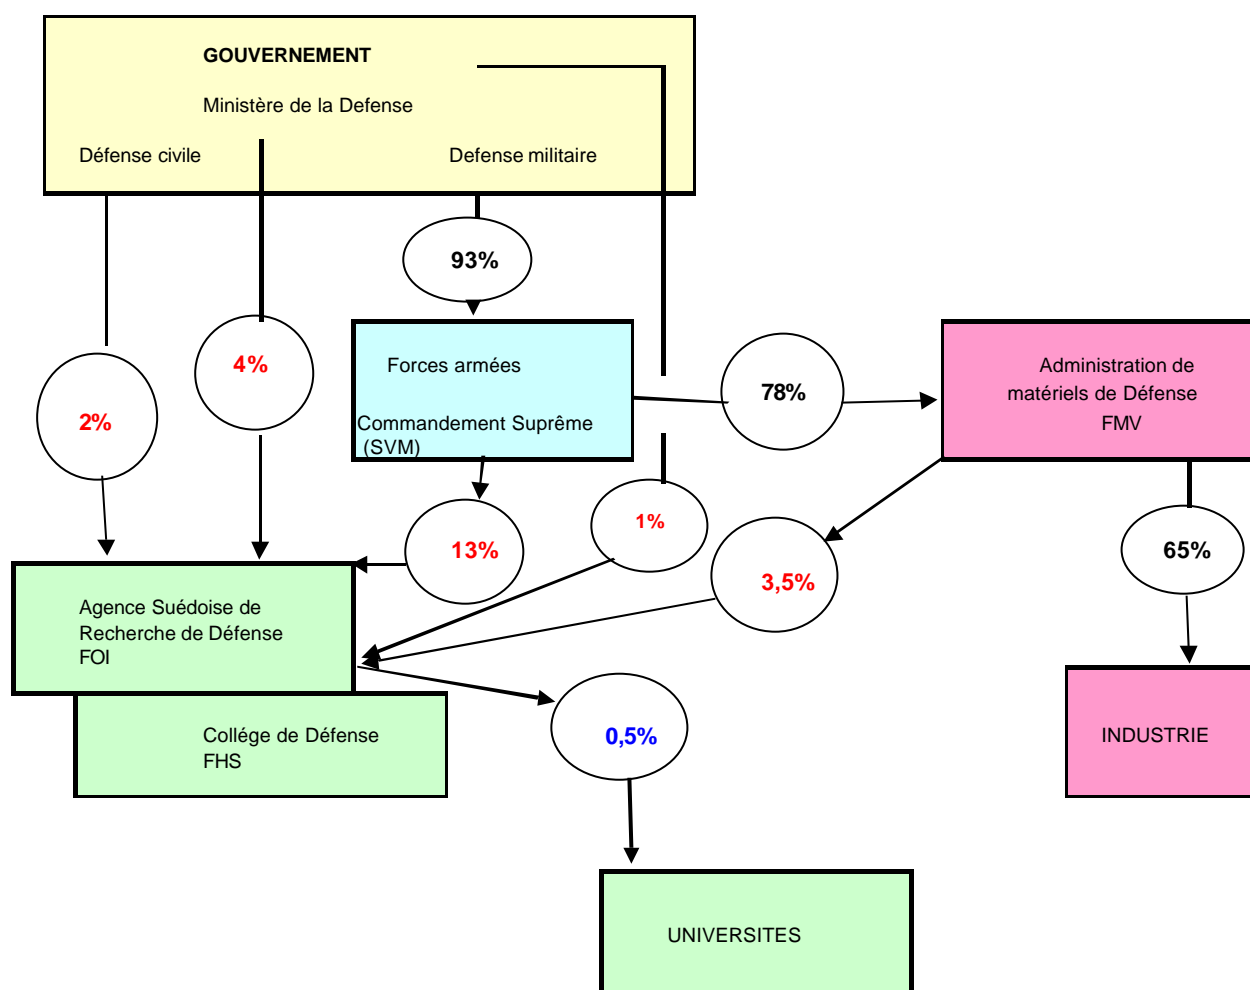 GOUVERNEMENT
Ministère de la Defense
Défense civile
Defense militaire
93%
4%
2%
Forces armées
Commandement Suprême
(SVM)
78%
Administration de
matériels de Défense
FMV
13%
1%
3,5%
65%
Agence Suédoise de
Recherche de Défense
FOI
Collége de Défense
FHS
0,5%
INDUSTRIE
UNIVERSITES